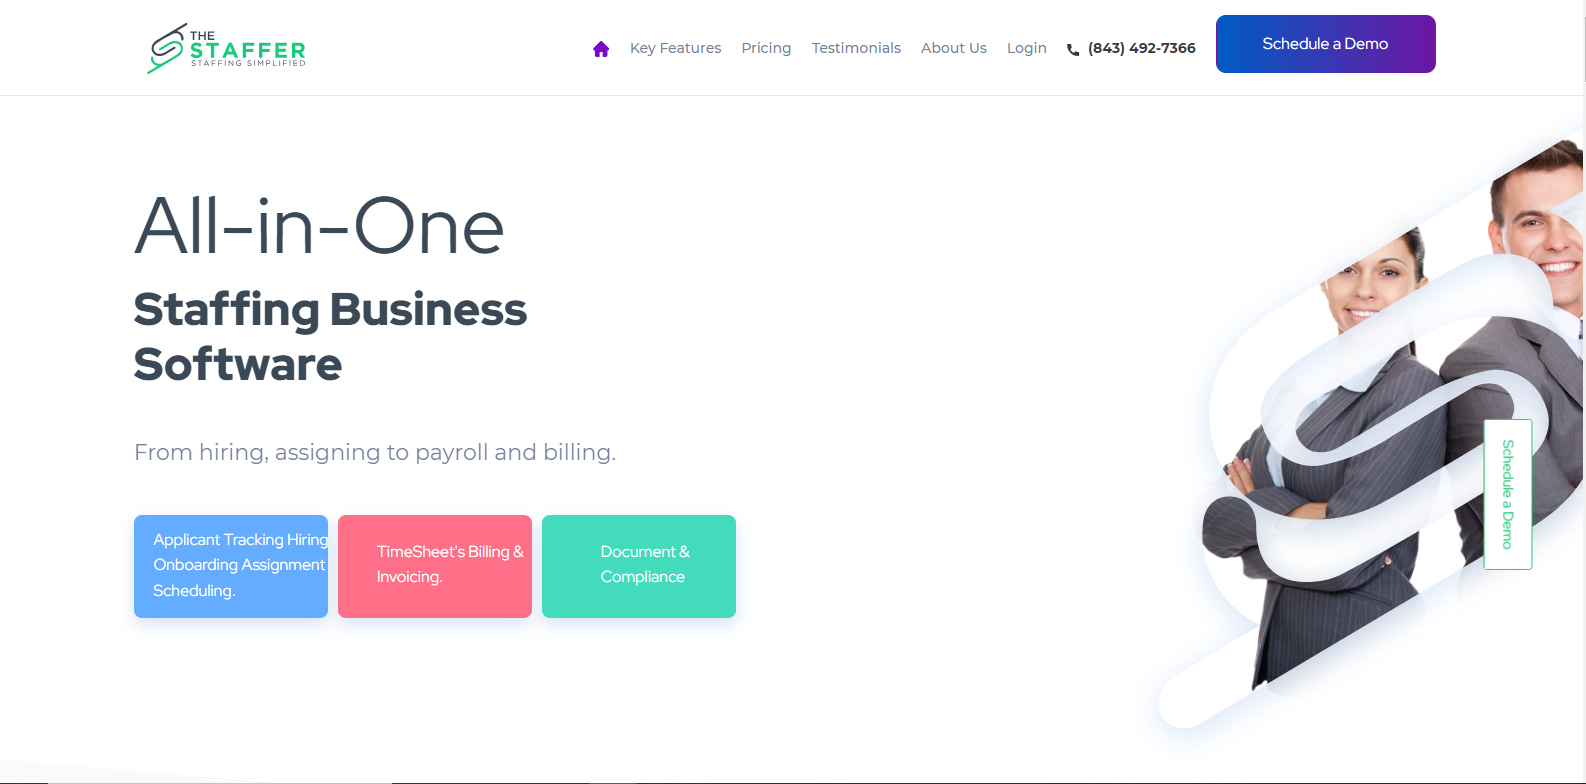 THE
STAFFER
STAFFING SIMPLIFIED
Key Features
Pricing
Testimonials
About Us
Login
(843) 492-7366
Schedule a Demo
All-in-One
Staffing Business
Software
From hiring, assigning to payroll and billing.
Applicant Tracking Hiring
Onboarding Assignment
Scheduling.
TimeSheet's Billing &
Invoicing.
Document &
Compliance
Schedule a Demo